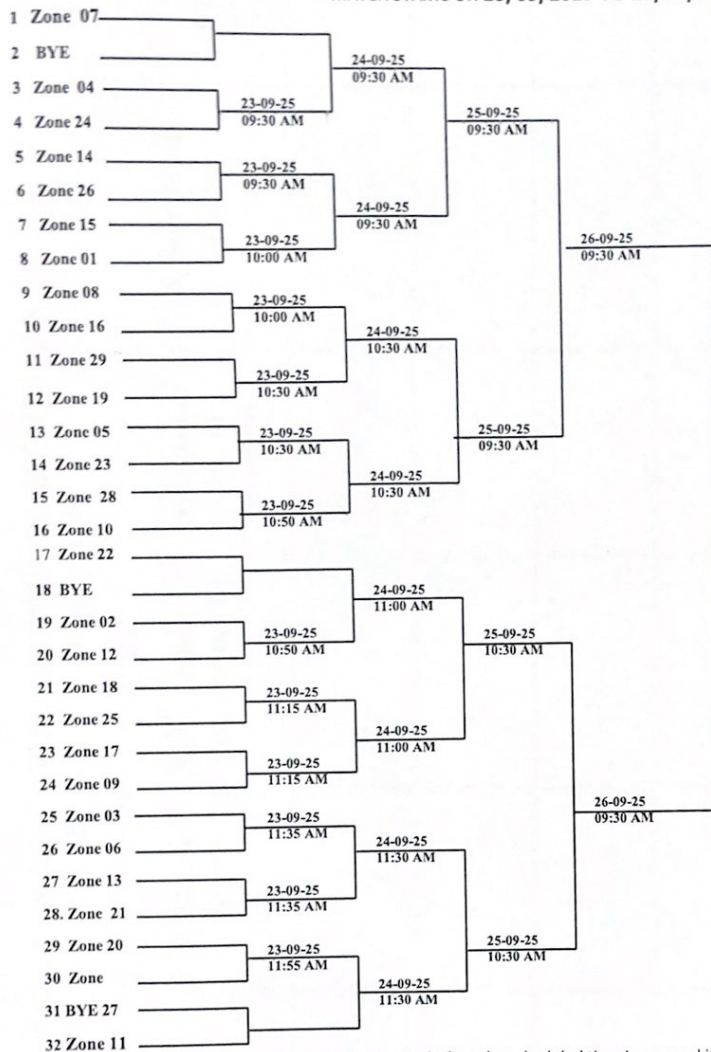 1 Zone 07
2 BYE
24-09-25
09:30 AM
3 Zone 04
23-09-25
09:30 AM
4 Zone 24
25-09-25
09:30 AM
5 Zone 14
23-09-25
09:30 AM
6 Zone 26
24-09-25
09:30 AM
7 Zone 15
23-09-25
10:00 AM
8 Zone 01
26-09-25
09:30 AM
9 Zone 08
23-09-25
10:00 AM
10 Zone 16
24-09-25
10:30 AM
11 Zone 29
23-09-25
10:30 AM
12 Zone 19
13 Zone 05
23-09-25
10:30 AM
25-09-25
09:30 AM
14 Zone 23
24-09-25
10:30 AM
15 Zone 28
23-09-25
10:50 AM
16 Zone 10
17 Zone 22
18 BYE
24-09-25
11:00 AM
19 Zone 02
23-09-25
10:50 AM
20 Zone 12
25-09-25
10:30 AM
21 Zone 18
23-09-25
11:15 AM
22 Zone 25
24-09-25
11:00 AM
23 Zone 17
23-09-25
11:15 AM
24 Zone 09
26-09-25
09:30 AM
25 Zone 03
23-09-25
11:35 AM
26 Zone 06
24-09-25
11:30 AM
27 Zone 13
23-09-25
11:35 AM
28. Zone 21
29 Zone 20
23-09-25
11:55 AM
25-09-25
10:30 AM
30 Zone
24-09-25
11:30 AM
31 BYE 27
32 Zone 11